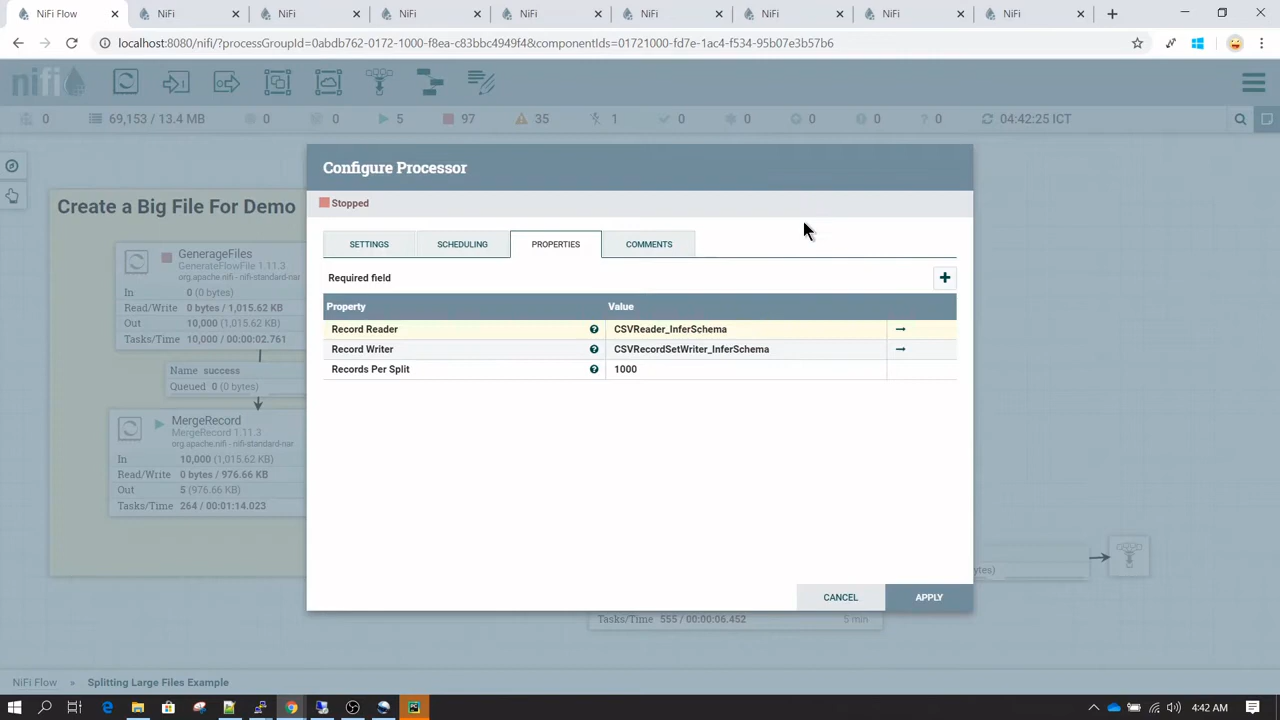 NiFi Flow NiFi NiFi NiFi NiFi NiFi NiFi NiFi NiFi
localhost:8080/nifi/?processGroupId=0abdb762-0172-1000-f8ea-c83bbc4049f4&componentIds=01721000-fd7e-1ac4-f534-95b07e3b57b6
nifi
0 69,153 / 13.4 MB 0 0 5 97 35 1 0 0 0 0 0 04:42:25 ICT
Configure Processor
Stopped
SETTINGS SCHEDULING PROPERTIES COMMENTS
Required field
Property Value
Record Reader CSVReader_InferSchema
Record Writer CSVRecordSetWriter_InferSchema
Records Per Split 1000
CANCEL APPLY
Create a Big File For Demo
GenerageFiles
GenerateFlowFile 1.11.3
org.apache.nifi - nifi-standard-nar
In 0 (0 bytes)
Read/Write 0 bytes / 1,015.62 KB
Out 10,000 (1,015.62 KB)
Tasks/Time 10,000 / 00:00:02.761
Name success
Queued 0 (0 bytes)
MergeRecord
MergeRecord 1.11.3
org.apache.nifi - nifi-standard-nar
In 10,000 (1,015.62 KB)
Read/Write 0 bytes / 976.66 KB
Out 5 (976.66 KB)
Tasks/Time 264 / 00:01:14.023
ytes)
Tasks/Time 555 / 00:00:06.452 5 min
NiFi Flow » Splitting Large Files Example
4:42 AM